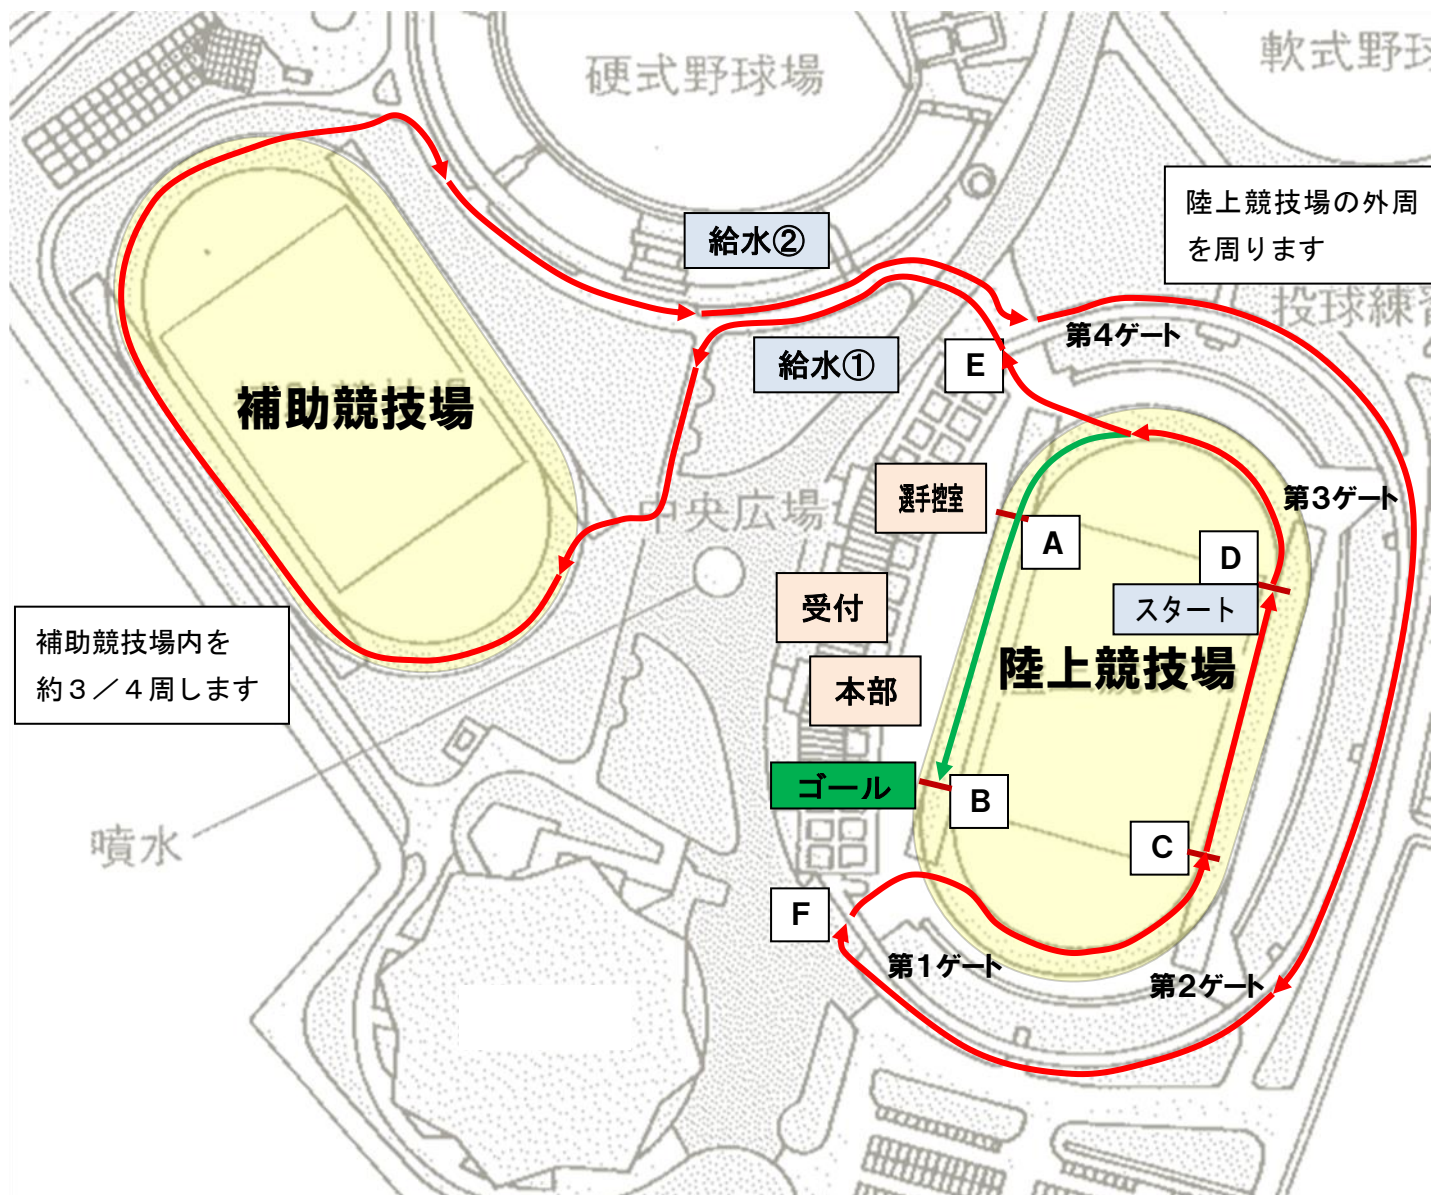 硬式野球場
軟式野球
陸上競技場の外周
を周ります
給水②
投球練習
第4ゲート
給水①
E
補助競技場
選手控室
第3ゲート
中央広場
A
D
スタート
受付
補助競技場内を
約3/4周します
陸上競技場
本部
ゴール
B
噴水
C
F
第1ゲート
第2ゲート